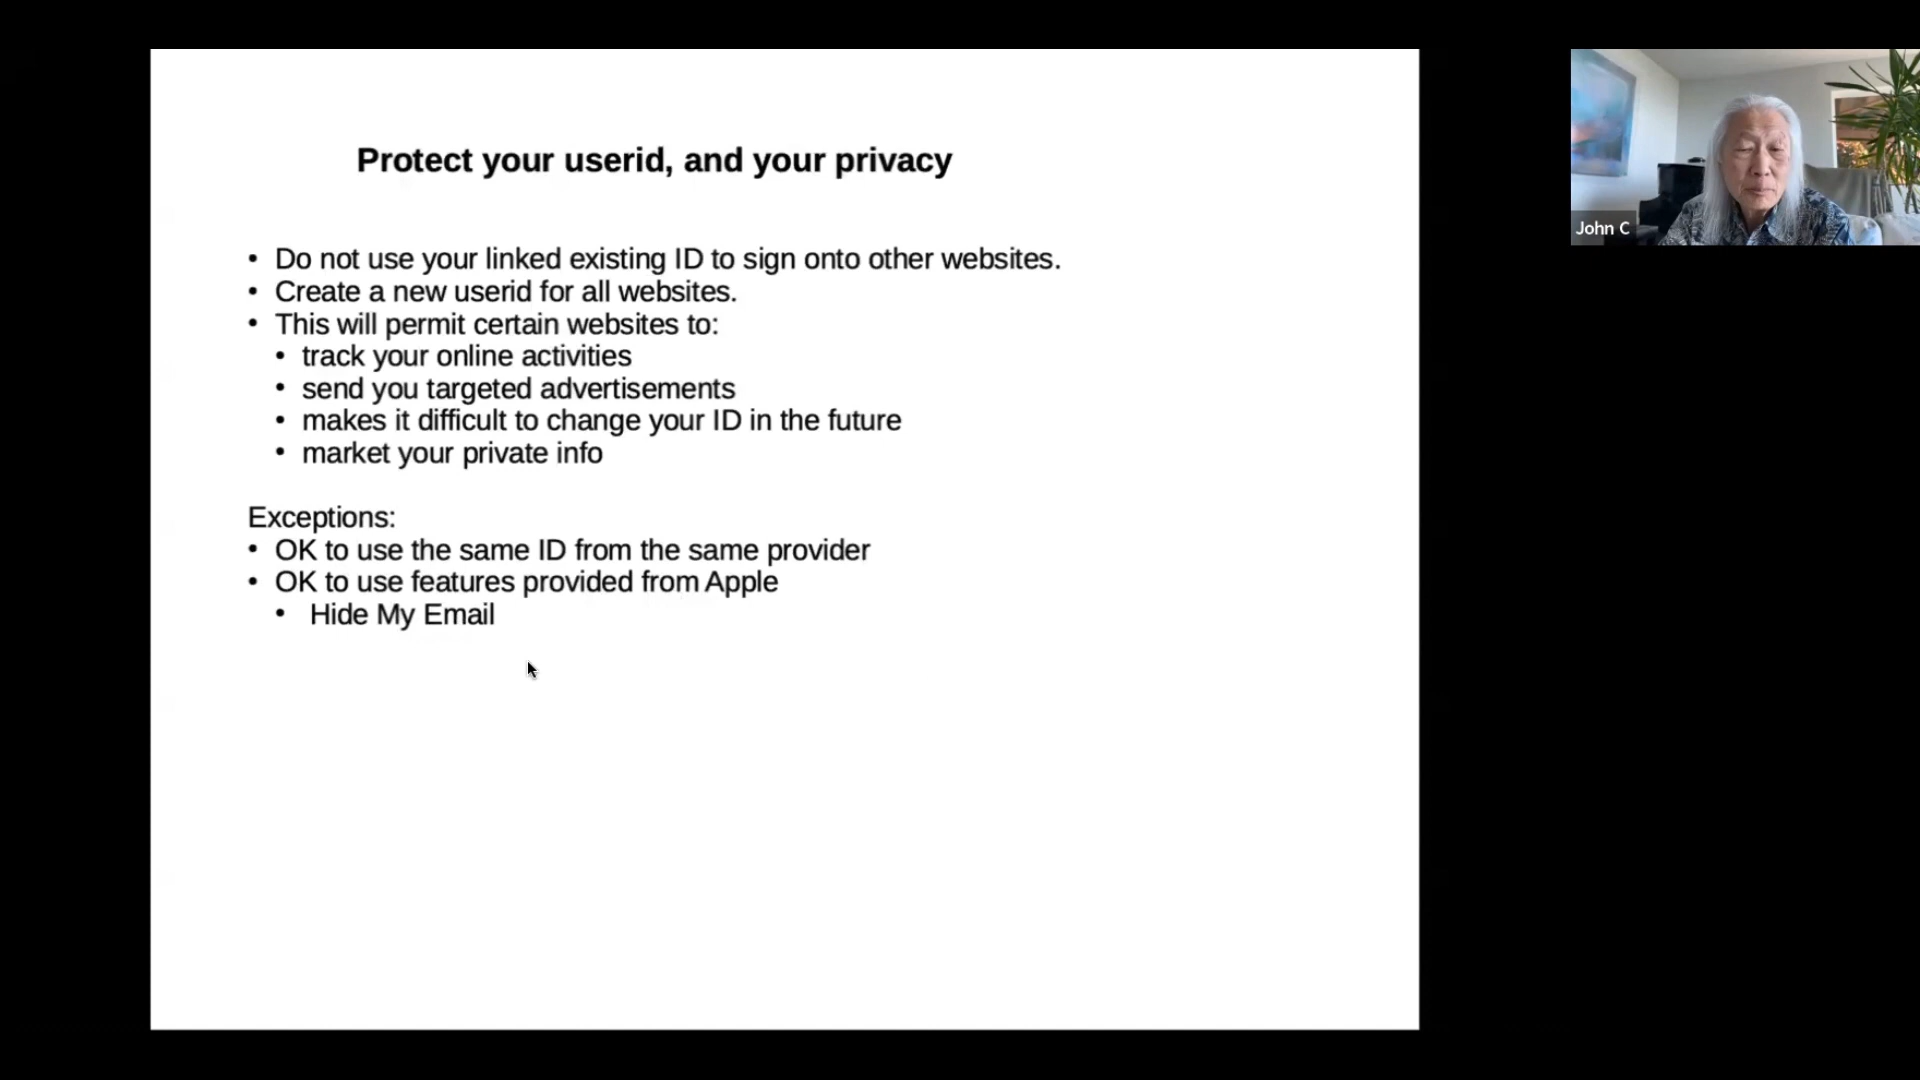 Protect your userid, and your privacy
• Do not use your linked existing ID to sign onto other websites.
• Create a new userid for all websites.
• This will permit certain websites to:
• track your online activities
• send you targeted advertisements
• makes it difficult to change your ID in the future
• market your private info
Exceptions:
• OK to use the same ID from the same provider
• OK to use features provided from Apple
• Hide My Email
John C